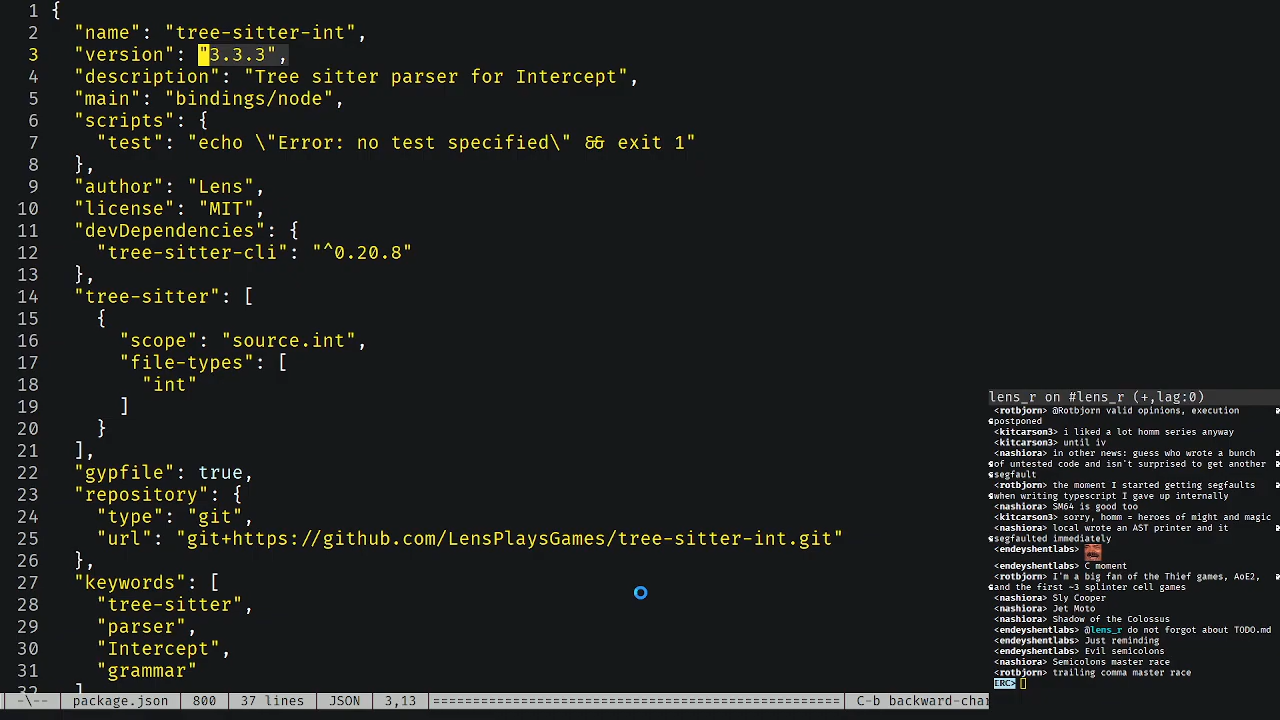 1 {
2   "name": "tree-sitter-int",
3   "version": "3.3.3",
4   "description": "Tree sitter parser for Intercept",
5   "main": "bindings/node",
6   "scripts": {
7     "test": "echo \"Error: no test specified\" && exit 1"
8   },
9   "author": "Lens",
10   "license": "MIT",
11   "devDependencies": {
12     "tree-sitter-cli": "^0.20.8"
13   },
14   "tree-sitter": [
15     {
16       "scope": "source.int",
17       "file-types": [
18         "int"
19       ]
20     }
21   ],
22   "gypfile": true,
23   "repository": {
24     "type": "git",
25     "url": "git+https://github.com/LensPlaysGames/tree-sitter-int.git"
26   },
27   "keywords": [
28     "tree-sitter",
29     "parser",
30     "Intercept",
31     "grammar"
32   ]
-\-- package.json 800 37 lines JSON 3,13 ==================================== C-b backward-char
lens_r on #lens_r (+,lag:0)
<rotbjorn> @Rotbjorn valid opinions, execution
postponed
<kitcarson3> i liked a lot homm series anyway
<kitcarson3> until iv
<nashiora> in other news: guess who wrote a bunch
of untested code and isn't surprised to get another
segfault
<rotbjorn> the moment I started getting segfaults
when writing typescript I gave up internally
<nashiora> SM64 is good too
<kitcarson3> sorry, homm = heroes of might and magic
<nashiora> local wrote an AST printer and it
segfaulted immediately
<endeyshentlabs>
<endeyshentlabs> C moment
<rotbjorn> I'm a big fan of the Thief games, AoE2,
and the first ~3 splinter cell games
<nashiora> Sly Cooper
<nashiora> Jet Moto
<nashiora> Shadow of the Colossus
<endeyshentlabs> @lens_r do not forgot about TODO.md
<endeyshentlabs> Just reminding
<endeyshentlabs> Evil semicolons
<nashiora> Semicolons master race
<rotbjorn> trailing comma master race
ERC>